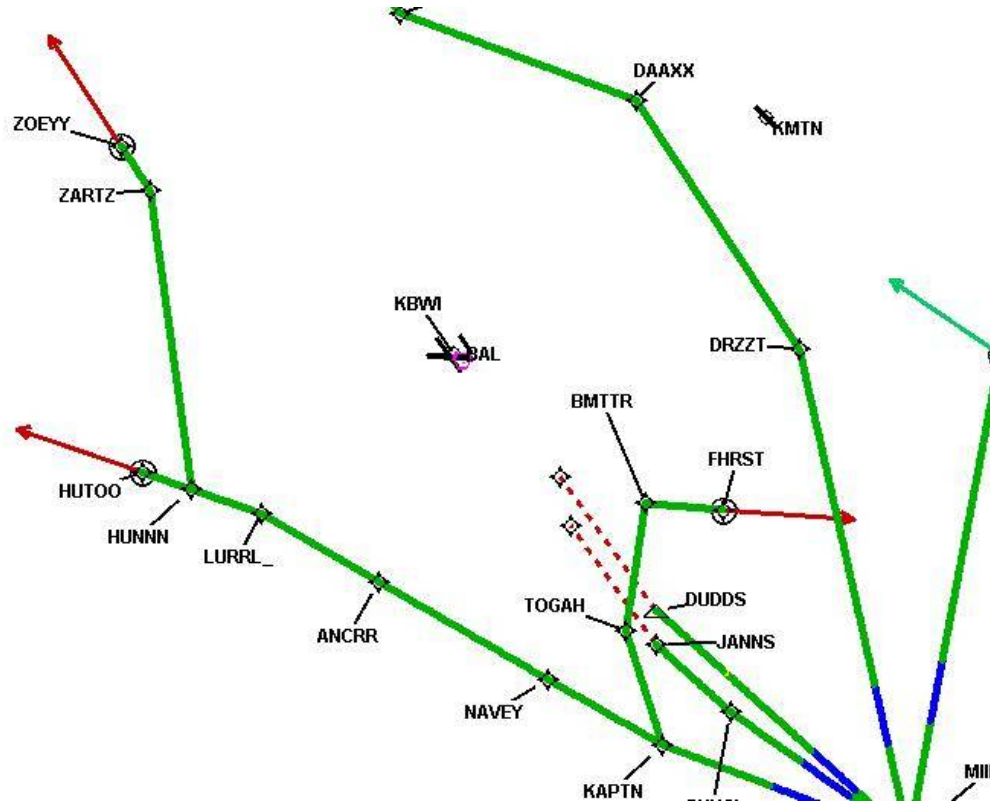 DAAXX
ZOEYY
KMTN
ZARTZ
KBWI
BAL
DRZZT
BMTTR
FHRST
HUTOO
HUNNN
LURRL_
DUDDS
TOGAH
JANNS
ANCRR
NAVEY
KAPTN